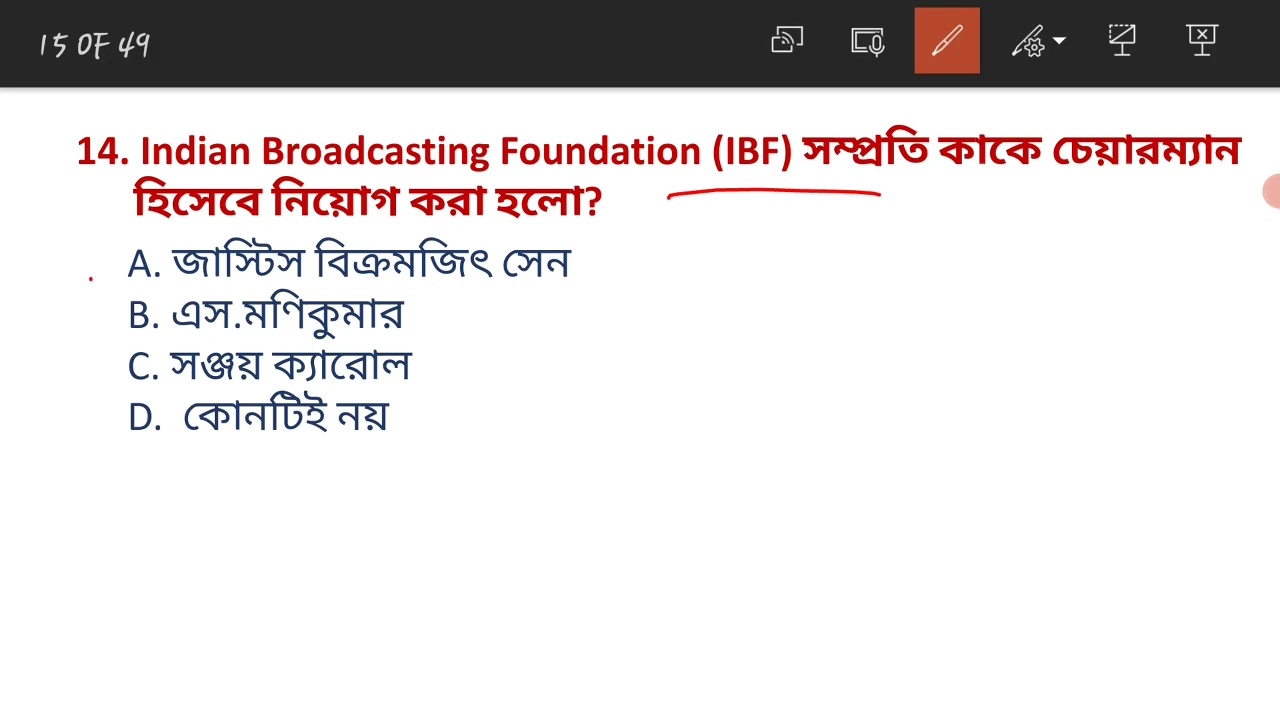 15 OF 49
14. Indian Broadcasting Foundation (IBF) সম্প্রতি কাকে চেয়ারম্যান
হিসেবে নিয়োগ করা হলো?
A. জাস্টিস বিক্রমজিৎ সেন
B. এস.মণিকুমার
C. সঞ্জয় ক্যারোল
D. কোনটিই নয়